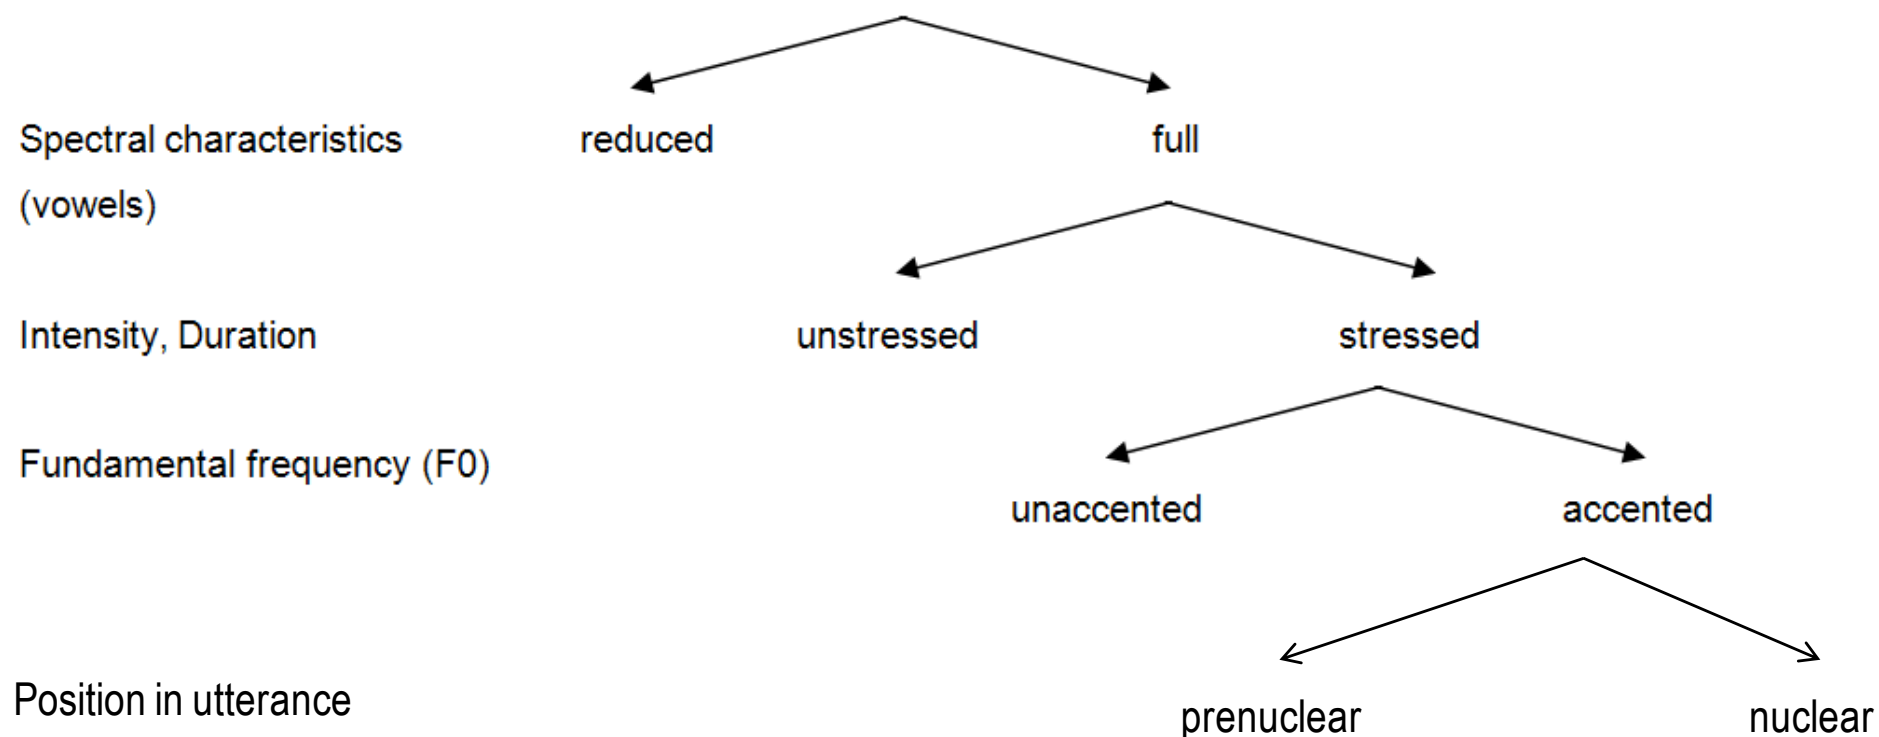 Spectral characteristics reduced full
(vowels)
Intensity, Duration unstressed stressed
Fundamental frequency (F0)
unaccented accented
Position in utterance prenuclear nuclear